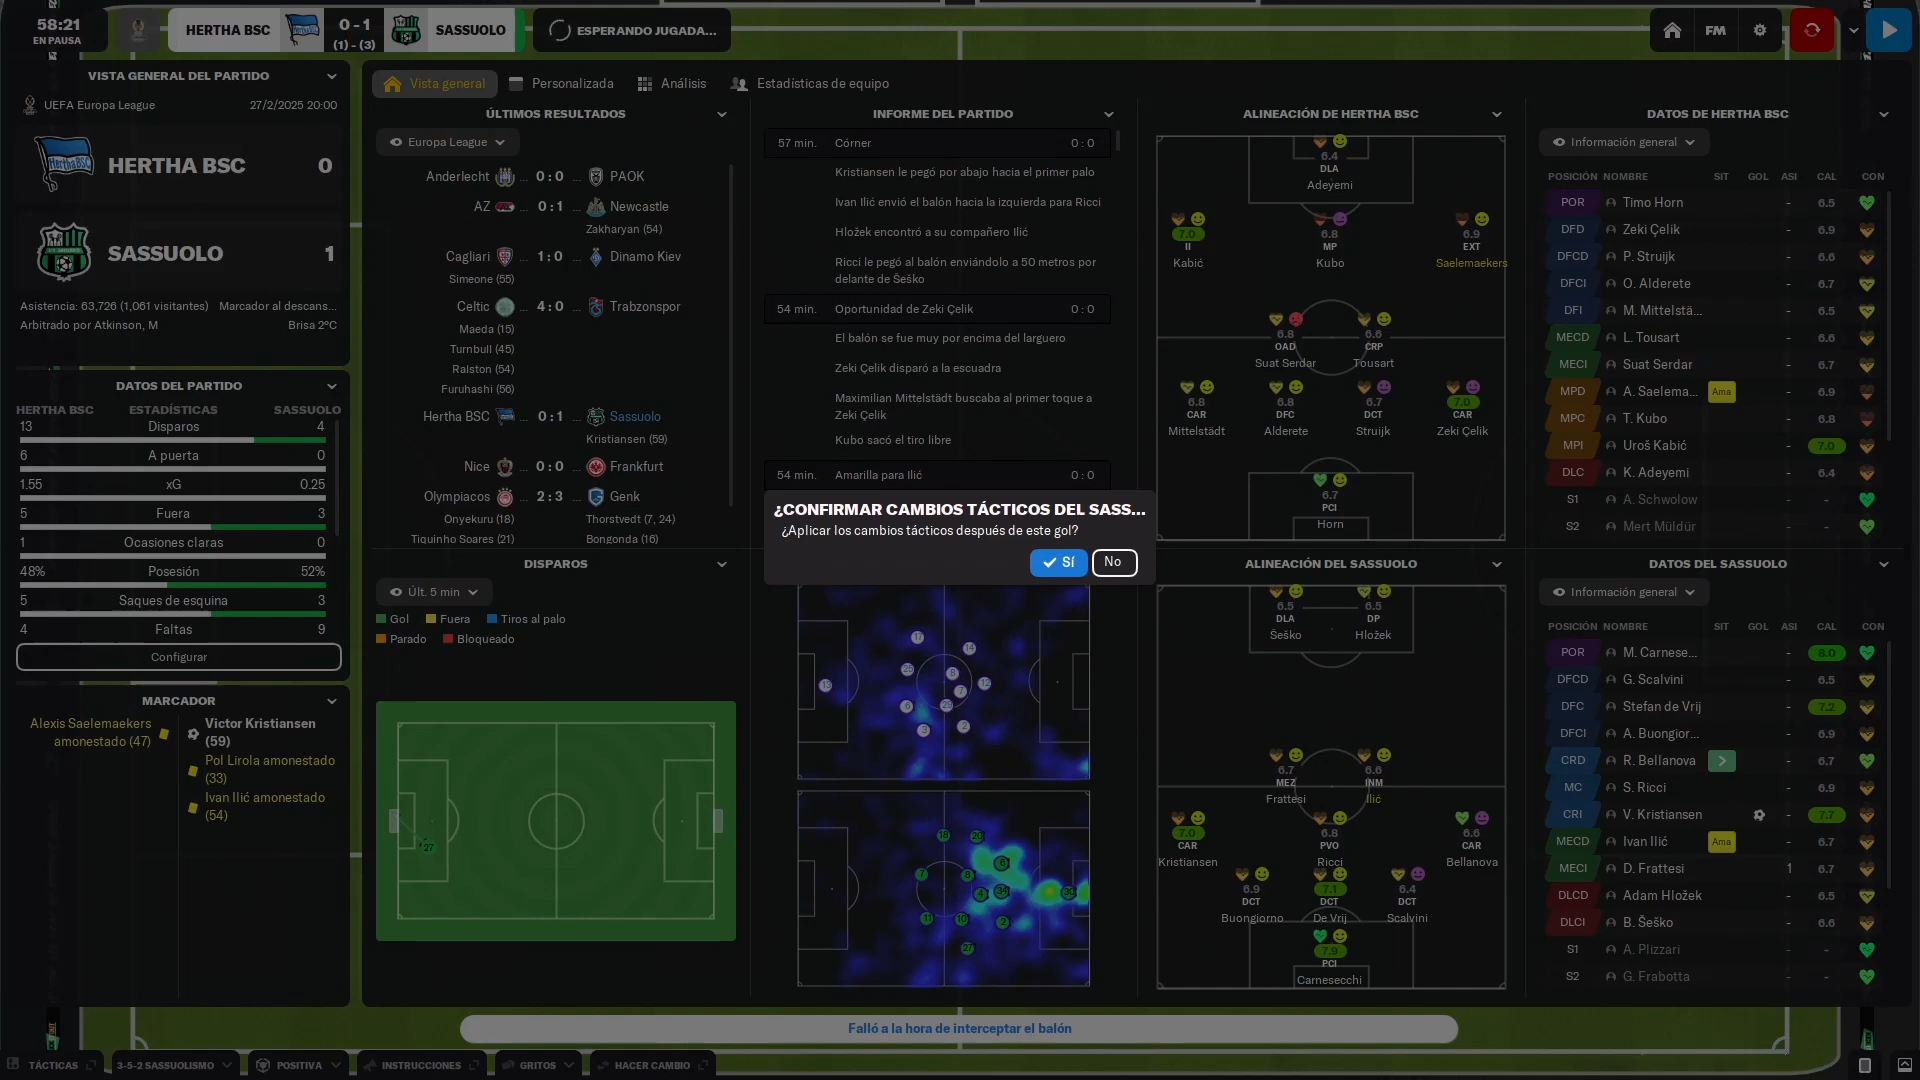 58:21
EN PAUSA
HERTHA BSC
0 - 1
(1) - (3)
SASSUOLO
ESPERANDO JUGADA...
FM
VISTA GENERAL DEL PARTIDO
UEFA Europa League
27/2/2025 20:00
HERTHA BSC
0
SASSUOLO
1
Asistencia: 63,726 (1,061 visitantes)
Marcador al descans...
Arbitrado por Atkinson, M
Brisa 2ºC
DATOS DEL PARTIDO
HERTHA BSC ESTADÍSTICAS SASSUOLO
13 Disparos 4
6 A puerta 0
1.55 xG 0.25
5 Fuera 3
1 Ocasiones claras 0
48% Posesión 52%
5 Saques de esquina 3
4 Faltas 9
Configurar
MARCADOR
Alexis Saelemaekers
amonestado (47)
Victor Kristiansen
(59)
Pol Lirola amonestado
(33)
Ivan Ilić amonestado
(54)
Vista general
Personalizada
Análisis
Estadísticas de equipo
ÚLTIMOS RESULTADOS
Europa League
Anderlecht ... 0 : 0 ... PAOK
AZ ... 0 : 1 ... Newcastle
Zakharyan (54)
Cagliari ... 1 : 0 ... Dinamo Kiev
Simeone (55)
Celtic ... 4 : 0 ... Trabzonspor
Maeda (15)
Turnbull (45)
Ralston (54)
Furuhashi (56)
Hertha BSC ... 0 : 1 ... Sassuolo
Kristiansen (59)
Nice ... 0 : 0 ... Frankfurt
Olympiacos ... 2 : 3 ... Genk
Onyekuru (18)
Thorstvedt (7, 24)
Tiquinho Soares (21)
Bongonda (16)
DISPAROS
Últ. 5 min
Gol
Fuera
Tiros al palo
Parado
Bloqueado
27
INFORME DEL PARTIDO
57 min. Córner 0 : 0
Kristiansen le pegó por abajo hacia el primer palo
Ivan Ilić envió el balón hacia la izquierda para Ricci
Hložek encontró a su compañero Ilić
Ricci le pegó al balón enviándolo a 50 metros por
delante de Šeško
54 min. Oportunidad de Zeki Çelik 0 : 0
El balón se fue muy por encima del larguero
Zeki Çelik disparó a la escuadra
Maximilian Mittelstädt buscaba al primer toque a
Zeki Çelik
Kubo sacó el tiro libre
54 min. Amarilla para Ilić 0 : 0
¿CONFIRMAR CAMBIOS TÁCTICOS DEL SASS...
¿Aplicar los cambios tácticos después de este gol?
Sí
No
ALINEACIÓN DE HERTHA BSC
6.4
DLA
Adeyemi
7.0
II
Kabić
6.8
MP
Kubo
6.9
EXT
Saelemaekers
6.8
OAD
Suat Serdar
6.6
CRP
Tousart
6.8
CAR
Mittelstädt
6.8
DFC
Alderete
6.7
DCT
Struijk
7.0
CAR
Zeki Çelik
6.7
PCI
Horn
ALINEACIÓN DEL SASSUOLO
6.5
DLA
Šeško
6.5
DP
Hložek
6.7
MEZ
Frattesi
6.6
INM
Ilić
7.0
CAR
Kristiansen
6.8
PVO
Ricci
6.6
CAR
Bellanova
6.9
DCT
Buongiorno
7.1
DCT
De Vrij
6.4
DCT
Scalvini
7.9
PCI
Carnesecchi
DATOS DE HERTHA BSC
Información general
POSICIÓN NOMBRE SIT GOL ASI CAL CON
POR Timo Horn - 6.5
DFD Zeki Çelik - 6.9
DFCD P. Struijk - 6.6
DFCI O. Alderete - 6.7
DFI M. Mittelstä... - 6.5
MECD L. Tousart - 6.6
MECI Suat Serdar - 6.7
MPD A. Saelema... Ama - 6.9
MPC T. Kubo - 6.8
MPI Uroš Kabić - 7.0
DLC K. Adeyemi - 6.4
S1 A. Schwolow - -
S2 Mert Müldür - -
DATOS DEL SASSUOLO
Información general
POSICIÓN NOMBRE SIT GOL ASI CAL CON
POR M. Carnese... - 8.0
DFCD G. Scalvini - 6.5
DFC Stefan de Vrij - 7.2
DFCI A. Buongior... - 6.9
CRD R. Bellanova - 6.7
MC S. Ricci - 6.9
CRI V. Kristiansen - 7.7
MECD Ivan Ilić Ama - 6.7
MECI D. Frattesi 1 6.7
DLCD Adam Hložek - 6.5
DLCI B. Šeško - 6.6
S1 A. Plizzari - -
S2 G. Frabotta - -
Falló a la hora de interceptar el balón
TÁCTICAS
3-5-2 SASSUOLISMO
POSITIVA
INSTRUCCIONES
GRITOS
HACER CAMBIO